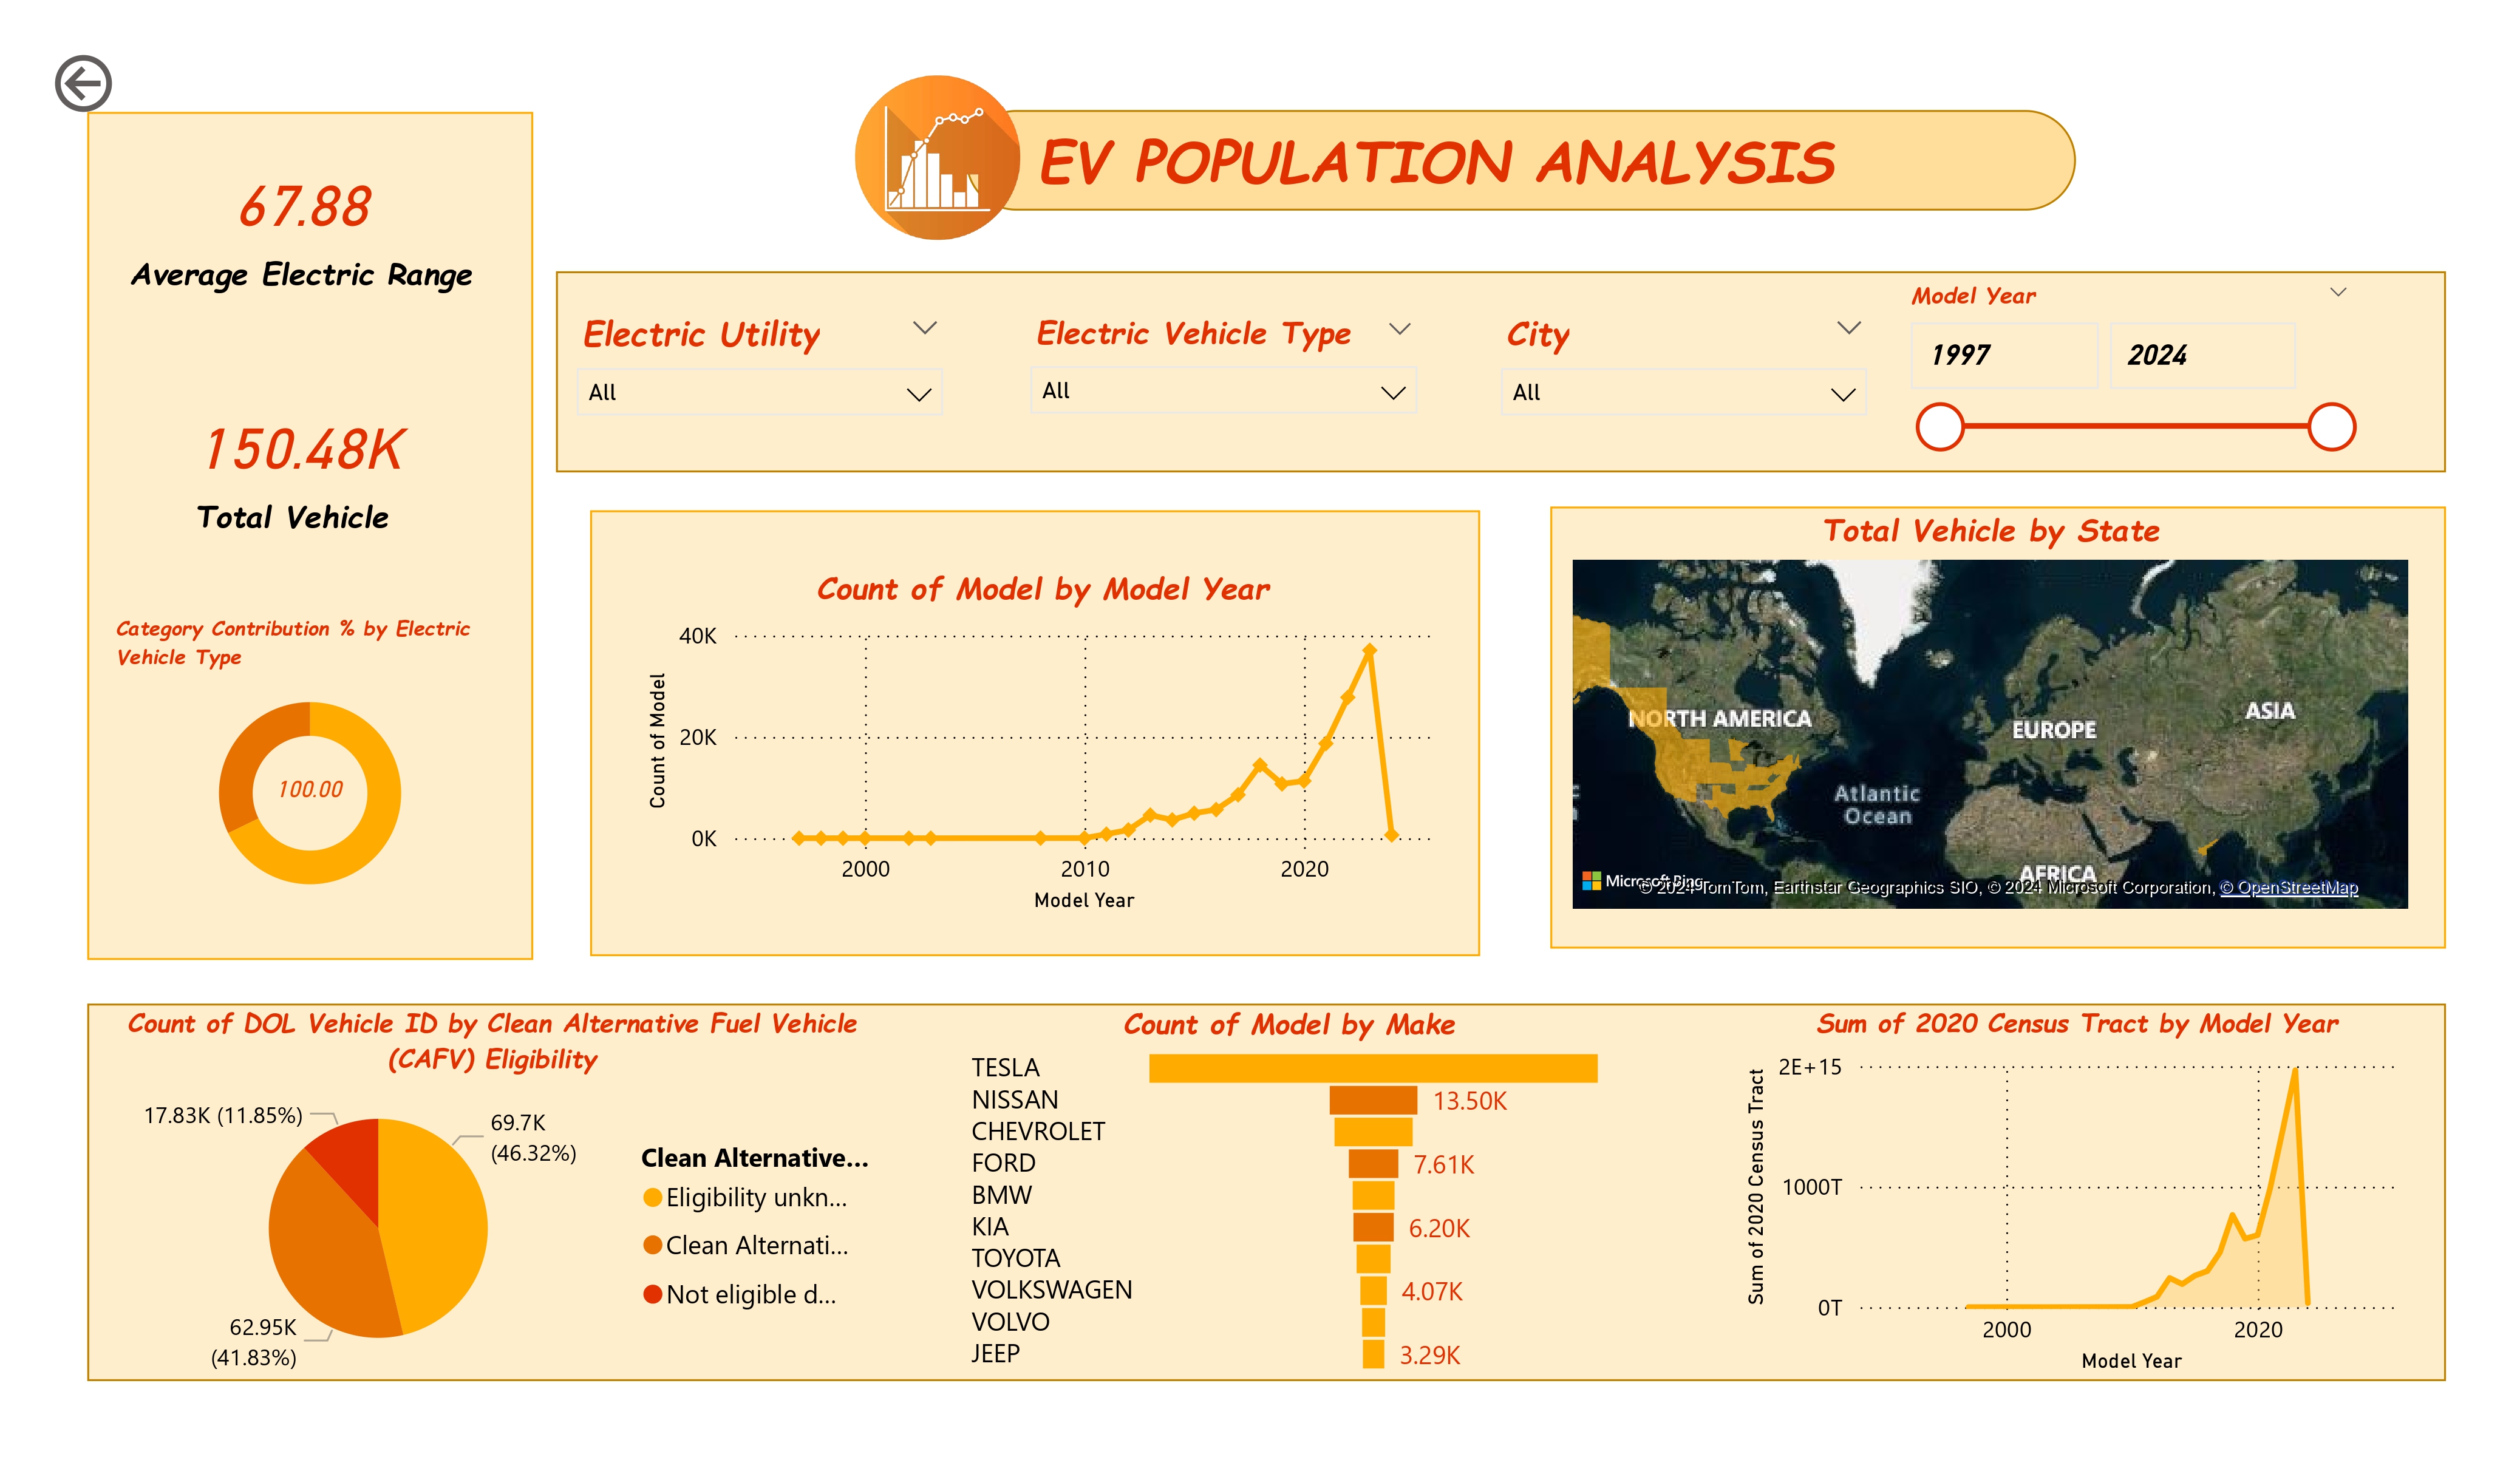 EV POPULATION ANALYSIS
67.88
Average Electric Range
150.48K
Total Vehicle
Category Contribution % by Electric
Vehicle Type
100.00
Electric Utility
All
Electric Vehicle Type
All
City
All
Model Year
1997
2024
Count of Model by Model Year
Count of Model
40K
20K
0K
2000
2010
2020
Model Year
Total Vehicle by State
NORTH AMERICA
EUROPE
ASIA
Atlantic
Ocean
AFRICA
Microsoft Bing
© 2024 TomTom, Earthstar Geographics SIO, © 2024 Microsoft Corporation, © OpenStreetMap
Count of DOL Vehicle ID by Clean Alternative Fuel Vehicle
(CAFV) Eligibility
17.83K (11.85%)
69.7K
(46.32%)
62.95K
(41.83%)
Clean Alternative...
Eligibility unkn...
Clean Alternati...
Not eligible d...
Count of Model by Make
TESLA
NISSAN 13.50K
CHEVROLET
FORD 7.61K
BMW
KIA 6.20K
TOYOTA
VOLKSWAGEN 4.07K
VOLVO
JEEP 3.29K
Sum of 2020 Census Tract by Model Year
Sum of 2020 Census Tract
2E+15
1000T
0T
2000
2020
Model Year